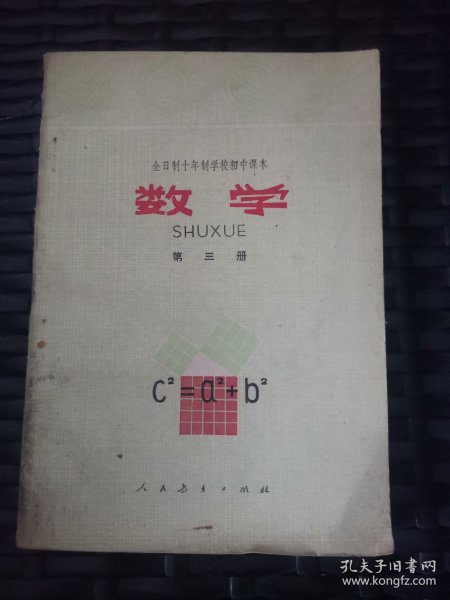 全日制十年制学校初中课本
数学
SHUXUE
第三册
c²=a²+b²
人民教育出版社
孔夫子旧书网
www.kongfz.com